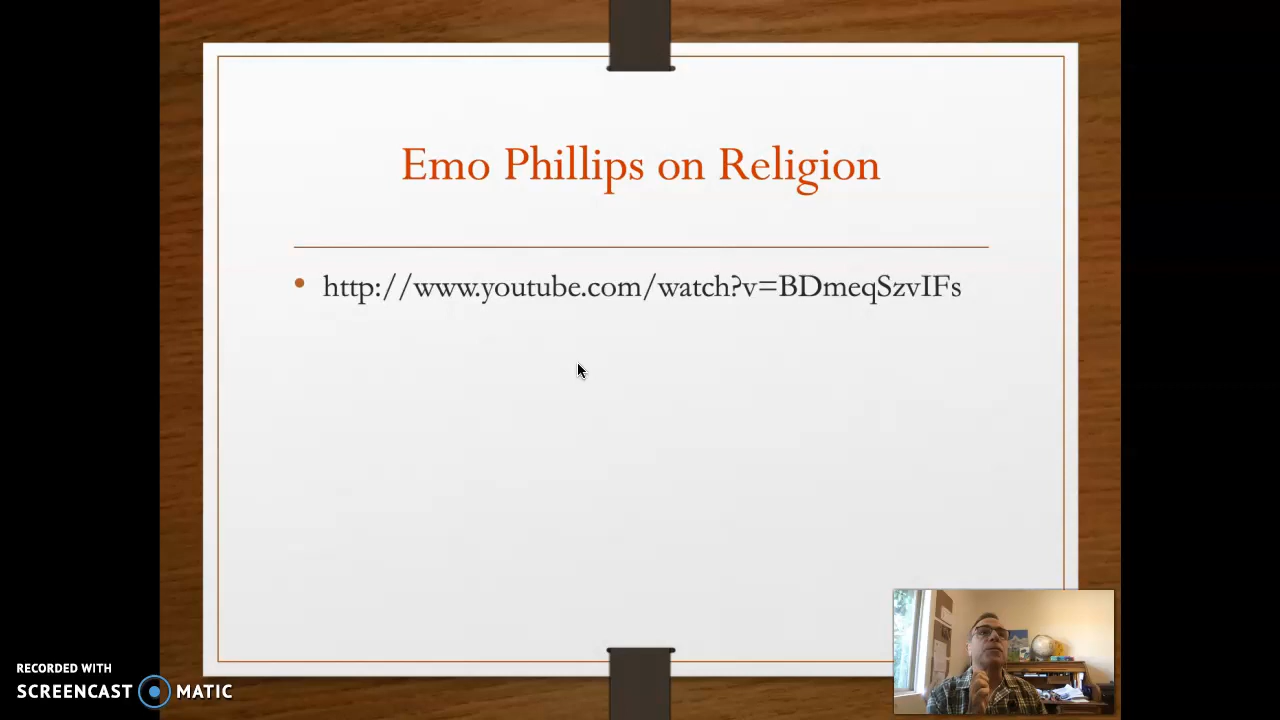 Emo Phillips on Religion
• http://www.youtube.com/watch?v=BDmeqSzvIFs
RECORDED WITH
SCREENCAST MATIC